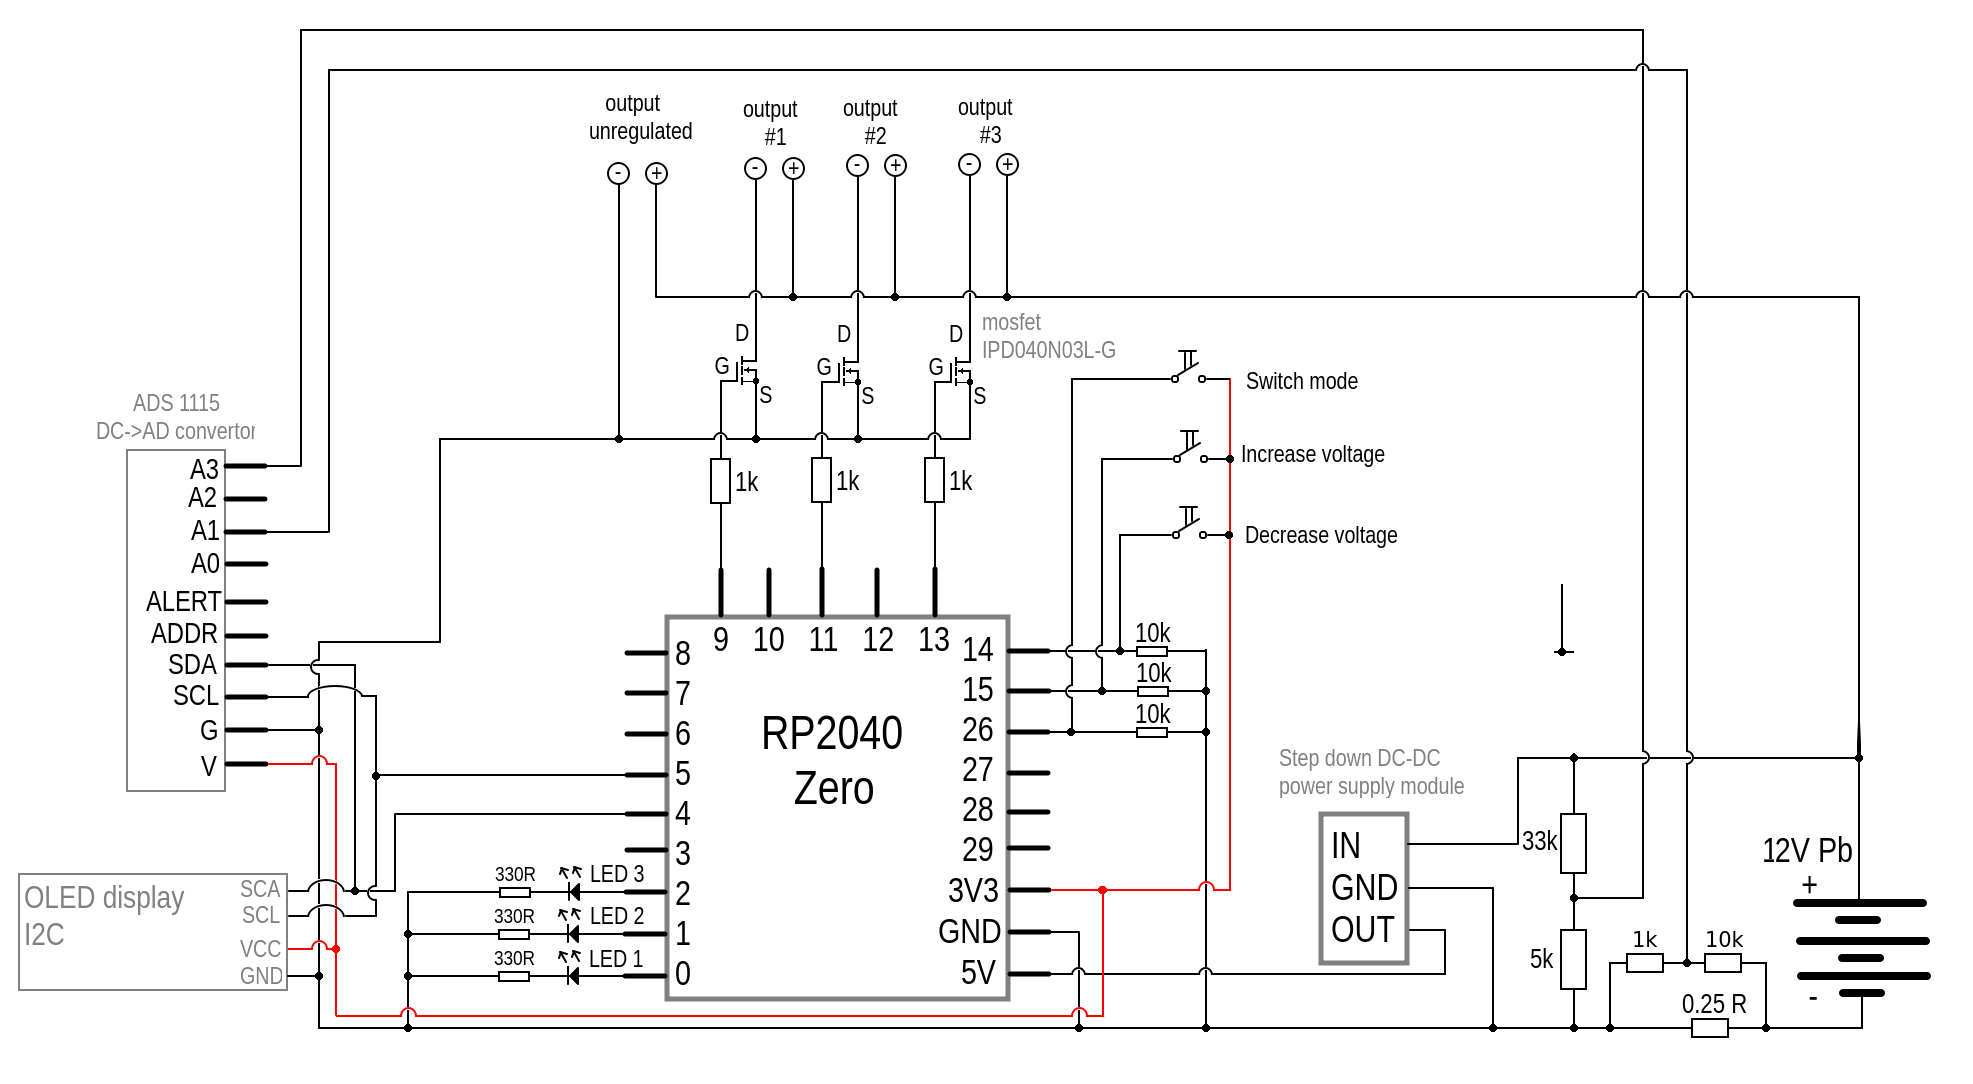 output
unregulated
output
#1
output
#2
output
#3
- +
- +
- +
- +
D
G
S
D
G
S
D
G
S
mosfet
IPD040N03L-G
Switch mode
Increase voltage
Decrease voltage
ADS 1115
DC->AD convertor
A3
A2
A1
A0
ALERT
ADDR
SDA
SCL
G
V
1k
1k
1k
9 10 11 12 13
8
7
6
5
4
3
2
1
0
RP2040
Zero
14
15
26
27
28
29
3V3
GND
5V
10k
10k
10k
OLED display
I2C
SCA
SCL
VCC
GND
330R
LED 3
330R
LED 2
330R
LED 1
Step down DC-DC
power supply module
IN
GND
OUT
33k
5k
1k
10k
0.25 R
12V Pb
+
-